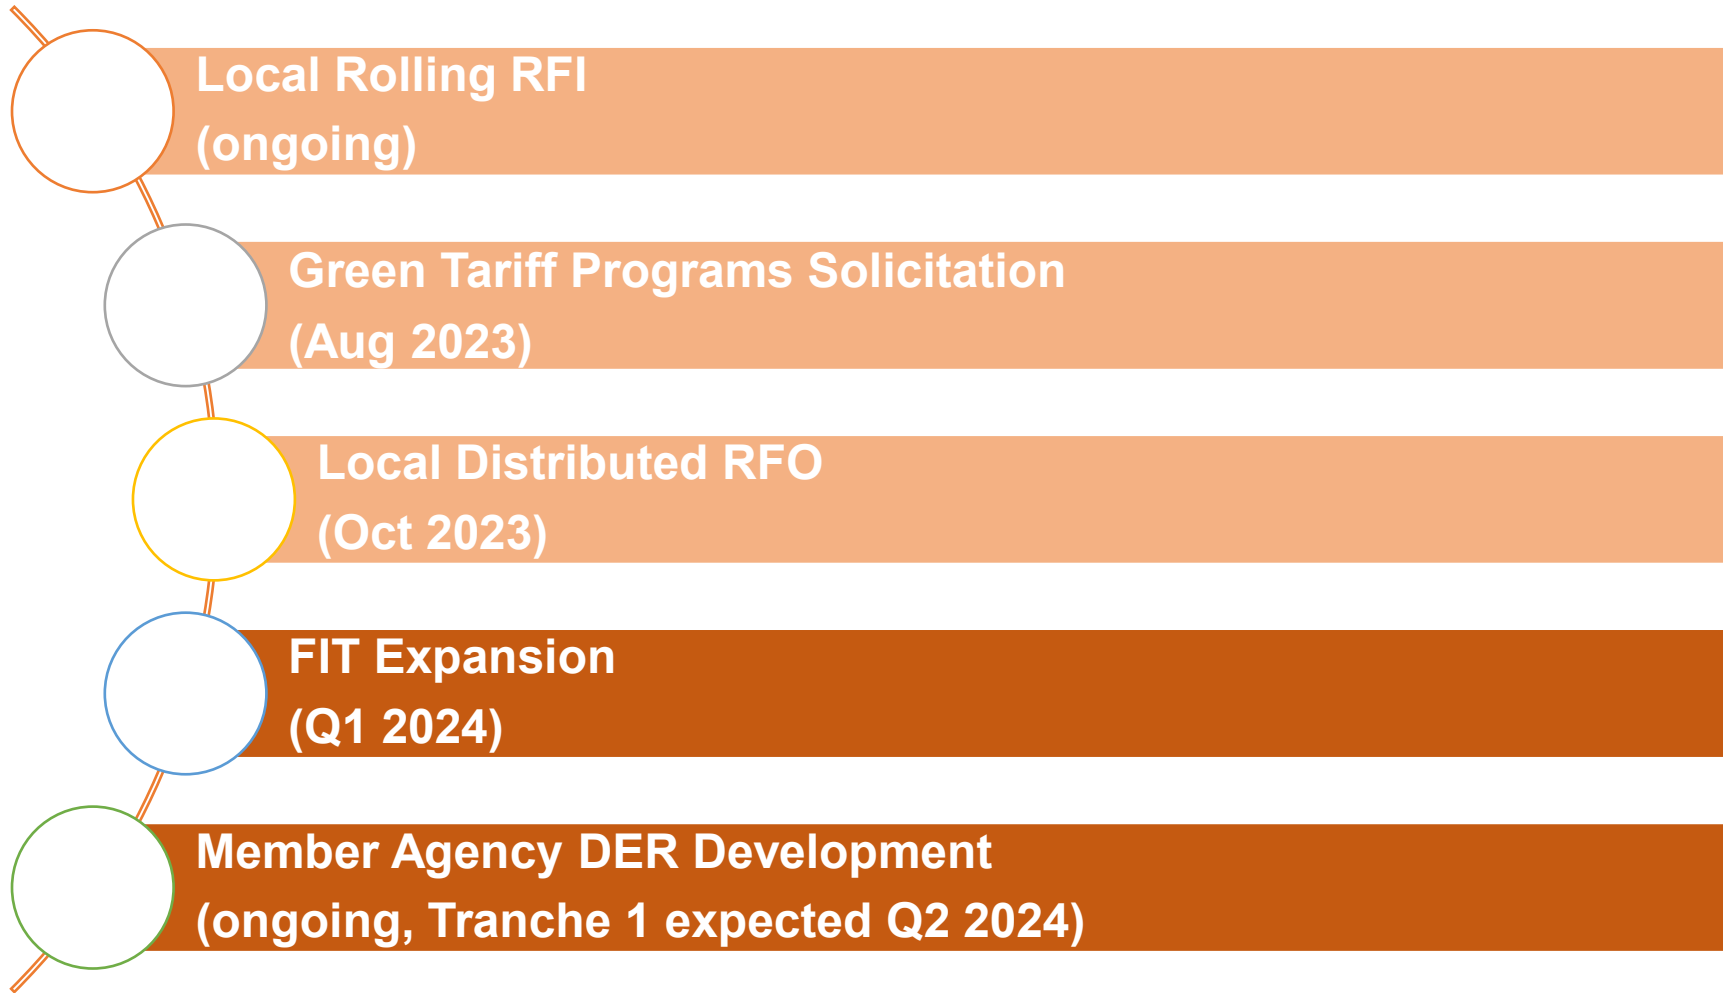 Local Rolling RFI
(ongoing)
Green Tariff Programs Solicitation
(Aug 2023)
Local Distributed RFO
(Oct 2023)
FIT Expansion
(Q1 2024)
Member Agency DER Development
(ongoing, Tranche 1 expected Q2 2024)